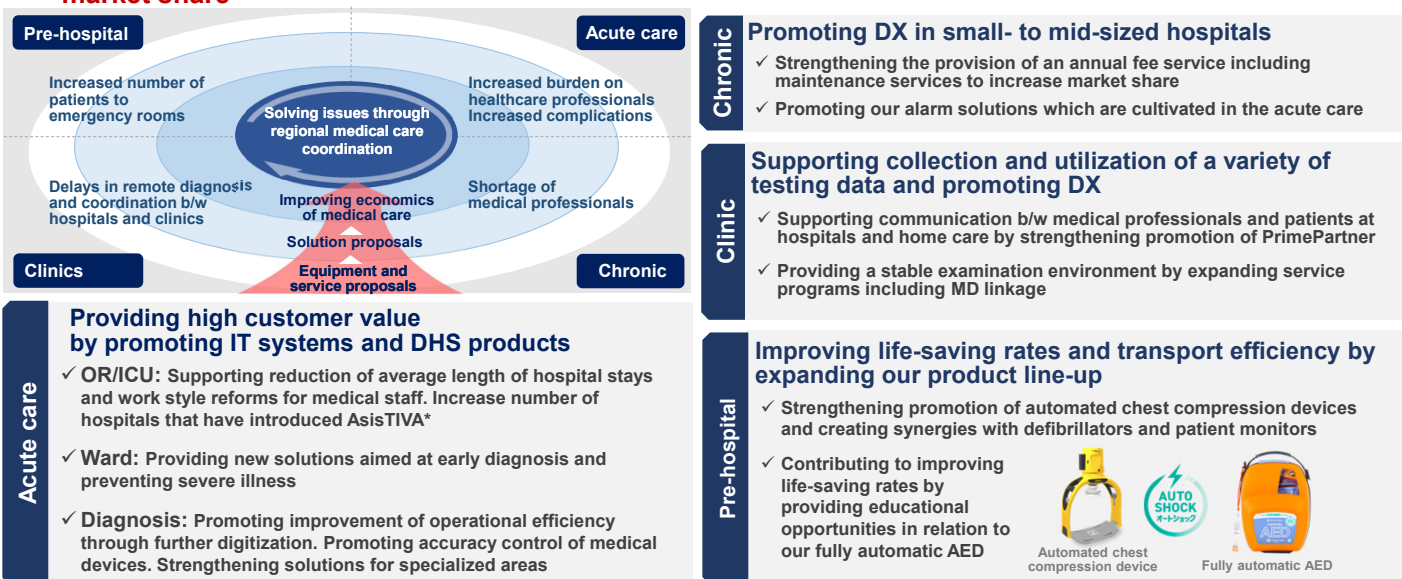 market share
Pre-hospital
Acute care
Increased number of
patients to
emergency rooms
Increased burden on
healthcare professionals
Increased complications
Solving issues through
regional medical care
coordination
Delays in remote diagnosis
and coordination b/w
hospitals and clinics
Shortage of
medical professionals
Improving economics
of medical care
Solution proposals
Equipment and
service proposals
Clinics
Chronic
Acute care
Providing high customer value
by promoting IT systems and DHS products
✓ OR/ICU: Supporting reduction of average length of hospital stays
and work style reforms for medical staff. Increase number of
hospitals that have introduced AsisTIVA*
✓ Ward: Providing new solutions aimed at early diagnosis and
preventing severe illness
✓ Diagnosis: Promoting improvement of operational efficiency
through further digitization. Promoting accuracy control of medical
devices. Strengthening solutions for specialized areas
Chronic
Promoting DX in small- to mid-sized hospitals
✓ Strengthening the provision of an annual fee service including
maintenance services to increase market share
✓ Promoting our alarm solutions which are cultivated in the acute care
Clinic
Supporting collection and utilization of a variety of
testing data and promoting DX
✓ Supporting communication b/w medical professionals and patients at
hospitals and home care by strengthening promotion of PrimePartner
✓ Providing a stable examination environment by expanding service
programs including MD linkage
Pre-hospital
Improving life-saving rates and transport efficiency by
expanding our product line-up
✓ Strengthening promotion of automated chest compression devices
and creating synergies with defibrillators and patient monitors
✓ Contributing to improving
life-saving rates by
providing educational
opportunities in relation to
our fully automatic AED
AUTO
SHOCK
オートショック
AED
Automated chest
compression device
Fully automatic AED